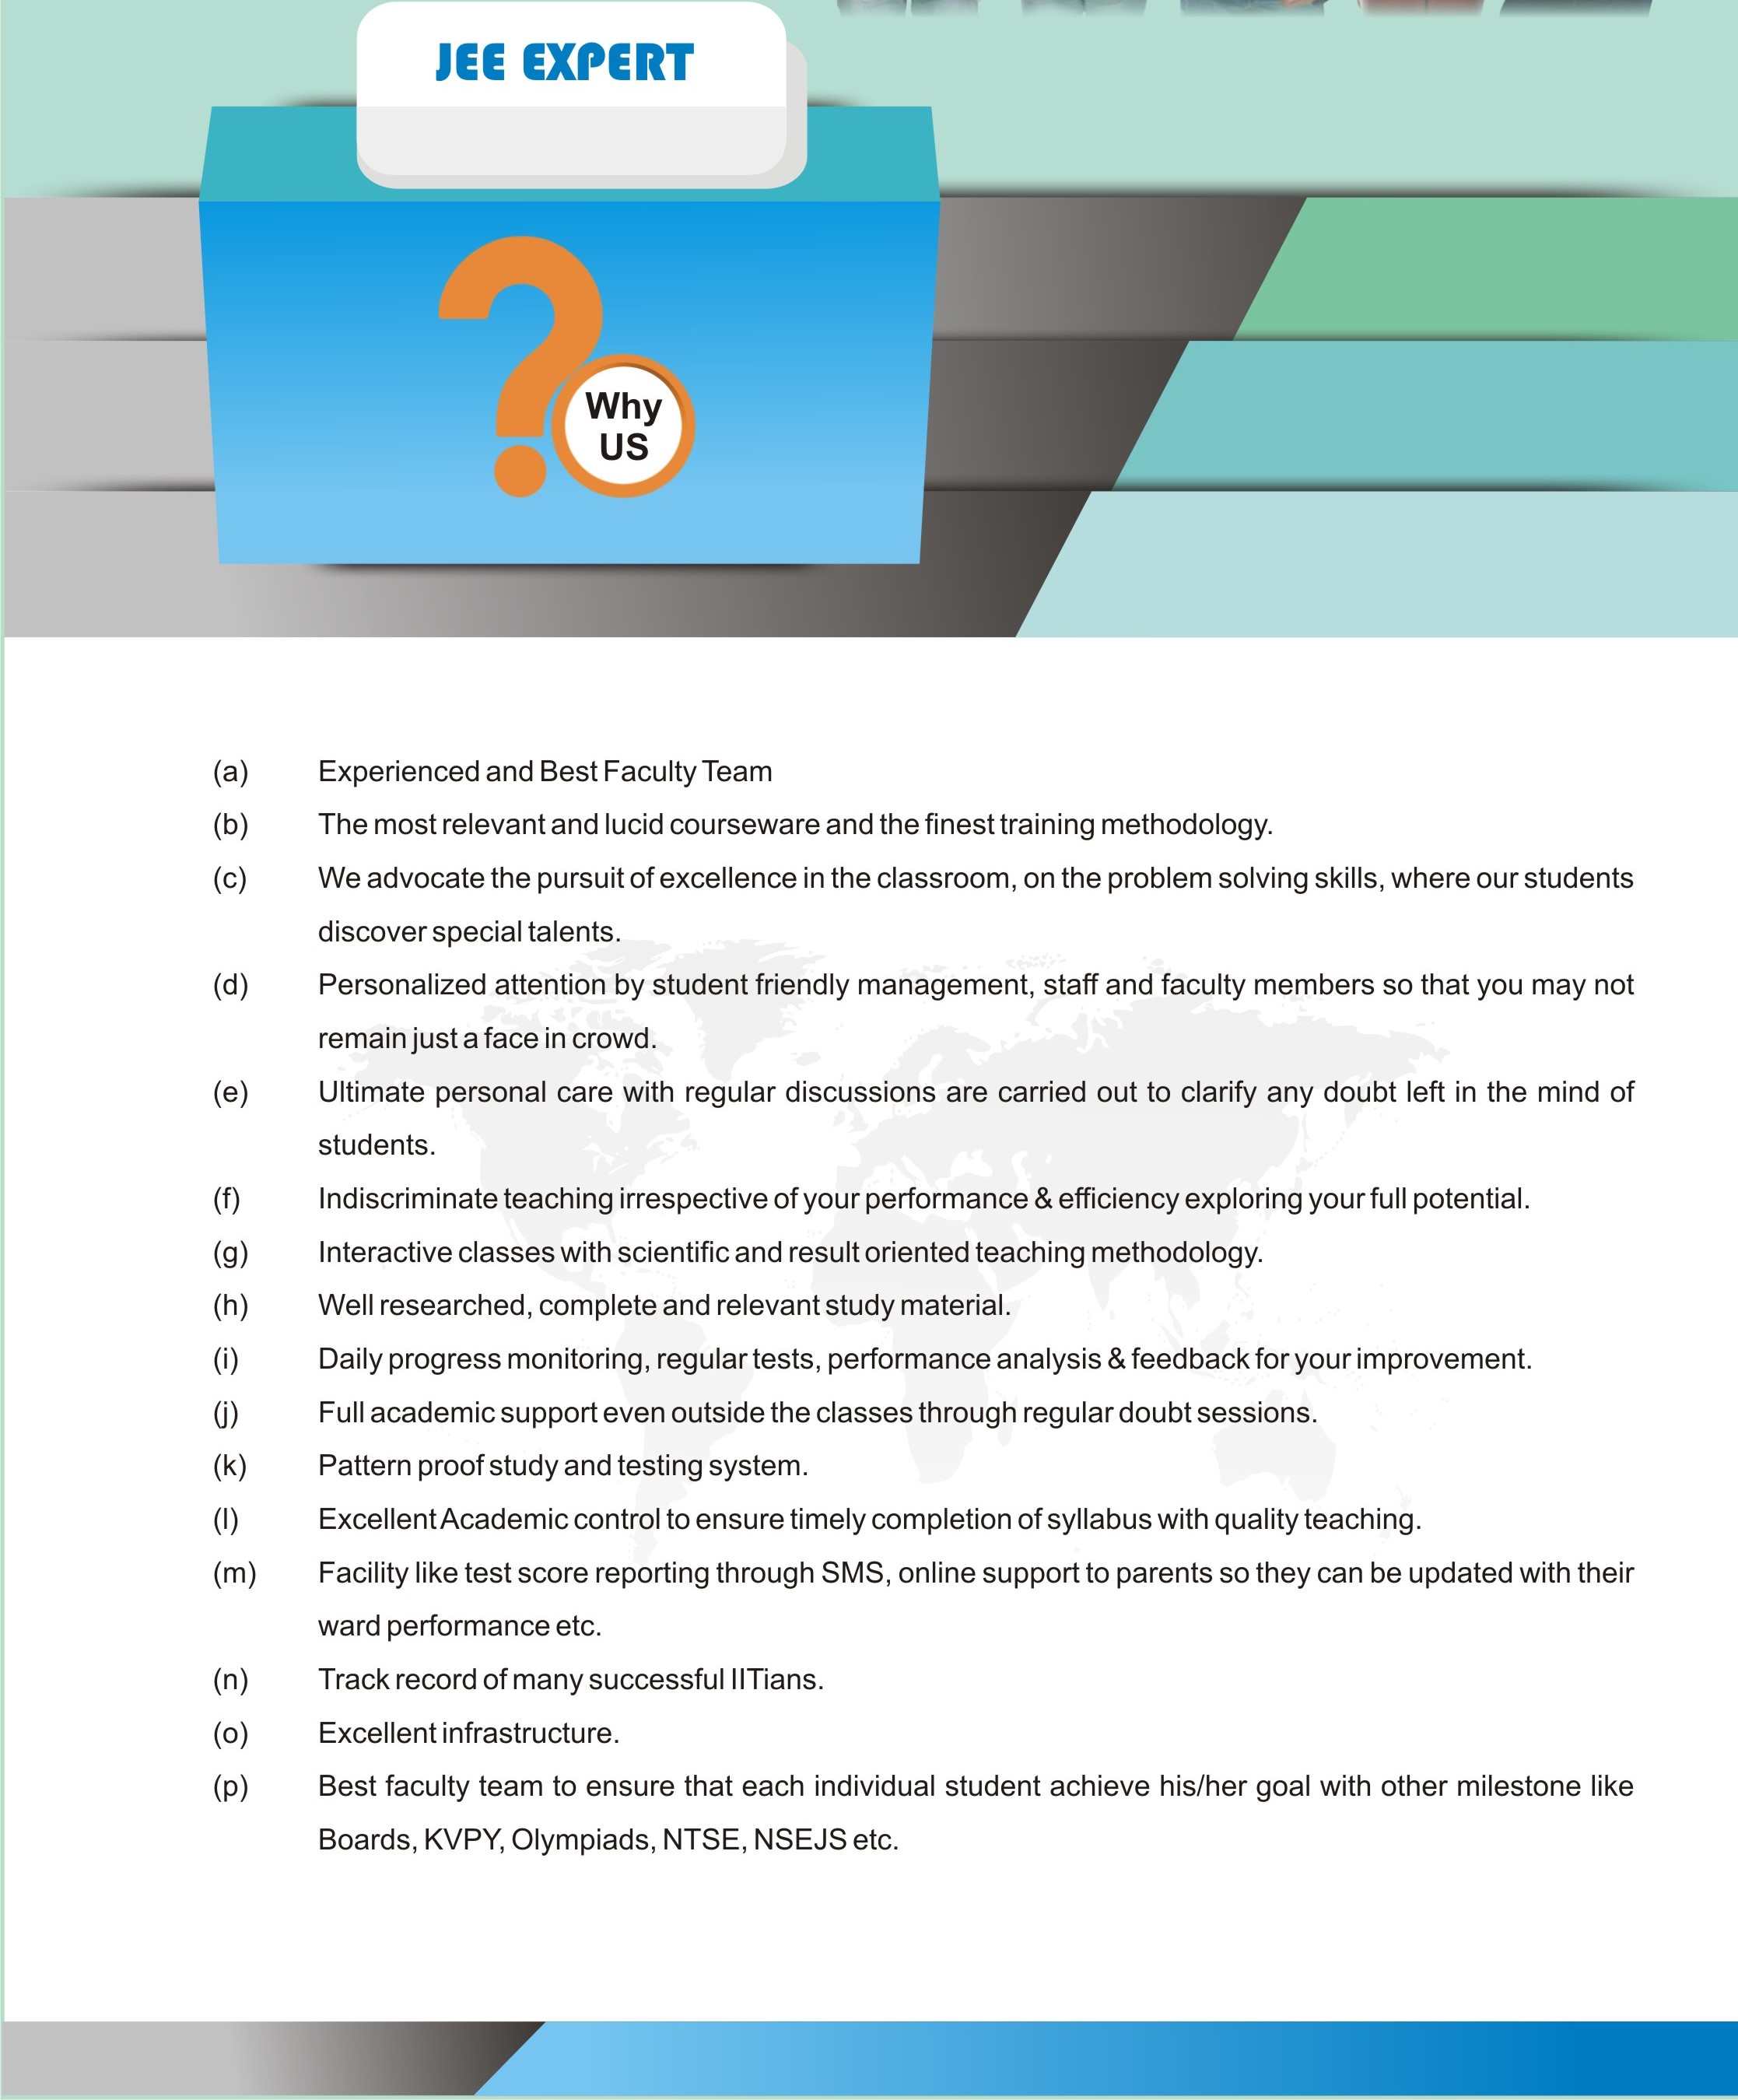 JEE EXPERT
?
Why
US
(a) Experienced and Best Faculty Team
(b) The most relevant and lucid courseware and the finest training methodology.
(c) We advocate the pursuit of excellence in the classroom, on the problem solving skills, where our students
discover special talents.
(d) Personalized attention by student friendly management, staff and faculty members so that you may not
remain just a face in crowd.
(e) Ultimate personal care with regular discussions are carried out to clarify any doubt left in the mind of
students.
(f) Indiscriminate teaching irrespective of your performance & efficiency exploring your full potential.
(g) Interactive classes with scientific and result oriented teaching methodology.
(h) Well researched, complete and relevant study material.
(i) Daily progress monitoring, regular tests, performance analysis & feedback for your improvement.
(j) Full academic support even outside the classes through regular doubt sessions.
(k) Pattern proof study and testing system.
(l) Excellent Academic control to ensure timely completion of syllabus with quality teaching.
(m) Facility like test score reporting through SMS, online support to parents so they can be updated with their
ward performance etc.
(n) Track record of many successful IITians.
(o) Excellent infrastructure.
(p) Best faculty team to ensure that each individual student achieve his/her goal with other milestone like
Boards, KVPY, Olympiads, NTSE, NSEJS etc.